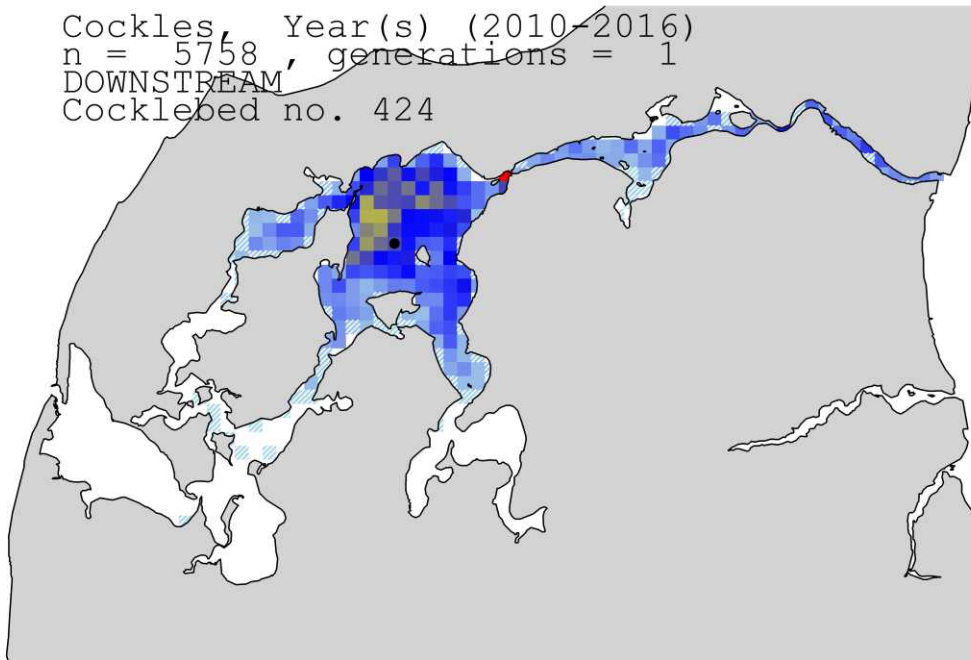 Cockles, Year(s) (2010-2016)
n = 5758 , generations = 1
DOWNSTREAM
Cocklebed no. 424